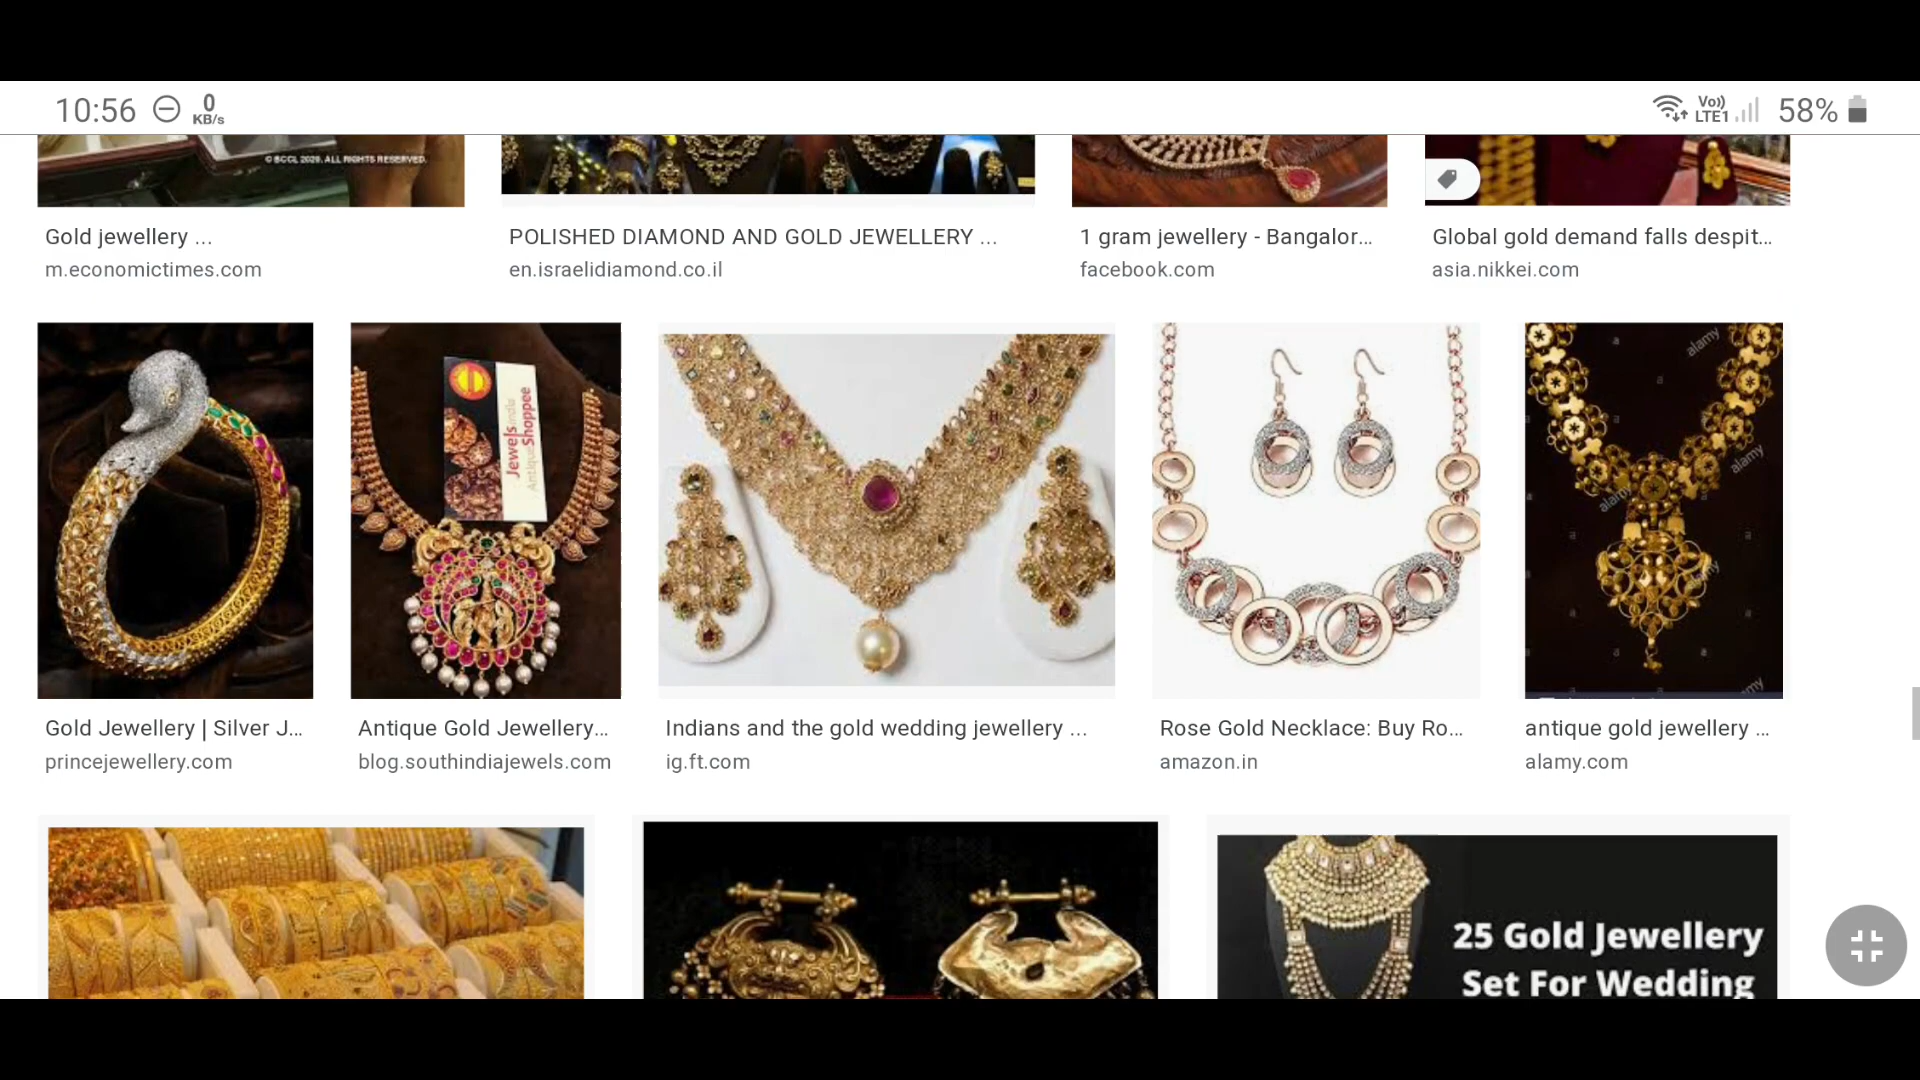 10:56 0 KB/s Vo)) LTE1 58%
© BCCL 2020. ALL RIGHTS RESERVED.
Gold jewellery ...
m.economictimes.com
POLISHED DIAMOND AND GOLD JEWELLERY ...
en.israelidiamond.co.il
1 gram jewellery - Bangalor...
facebook.com
Global gold demand falls despit...
asia.nikkei.com
Jewels india
Antique Shoppee
alamy
alamy
alamy
Gold Jewellery | Silver J...
princejewellery.com
Antique Gold Jewellery...
blog.southindiajewels.com
Indians and the gold wedding jewellery ...
ig.ft.com
Rose Gold Necklace: Buy Ro...
amazon.in
antique gold jewellery ...
alamy.com
25 Gold Jewellery
Set For Wedding